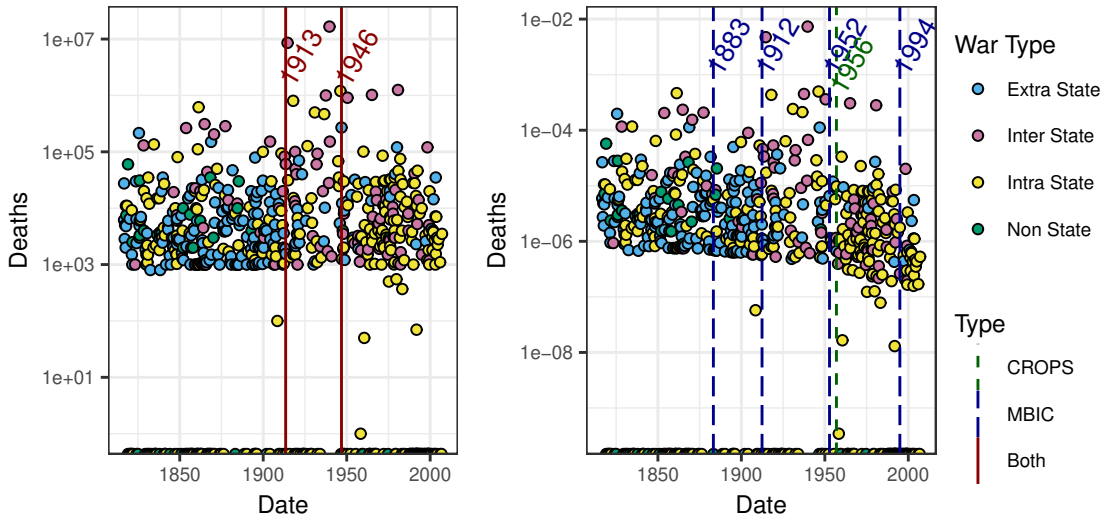 1e+07
1e+05
1e+03
1e+01
Deaths
1913
1946
1850
1900
1950
2000
Date
1e−02
1e−04
1e−06
1e−08
Deaths
1883
1912
1952
1956
1994
1850
1900
1950
2000
Date
War Type
Extra State
Inter State
Intra State
Non State
Type
CROPS
MBIC
Both